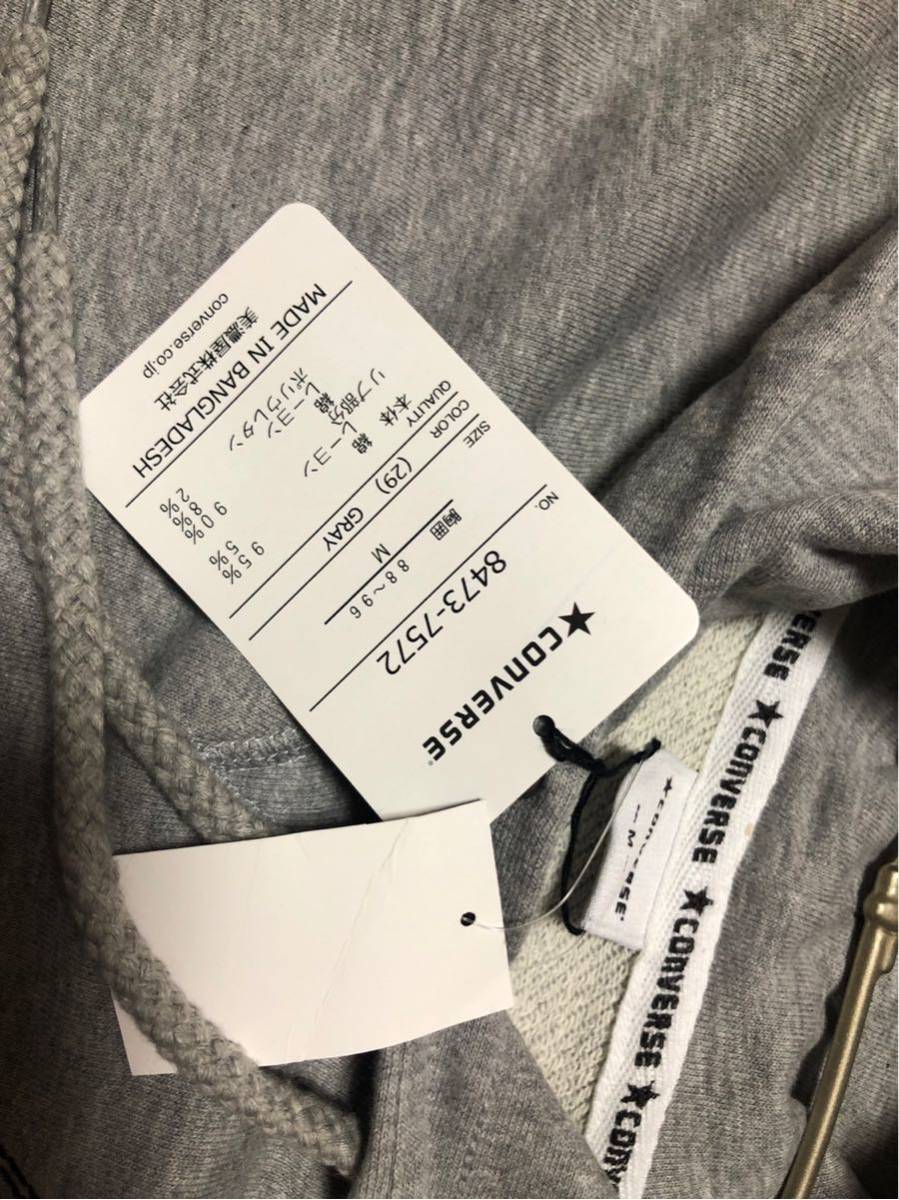 ★CONVERSE®
NO. 8473-7572
SIZE 胸囲 88~96
M
COLOR (29) GRAY
QUALITY
本体 綿 95%
レーヨン 5%
リブ部分 綿 90%
レーヨン 8%
ポリウレタン 2%
MADE IN BANGLADESH
美濃屋株式会社
converse.co.jp
★CONVERSE®
M
VERSE ★CONVERSE ★CONVERSE ★CON